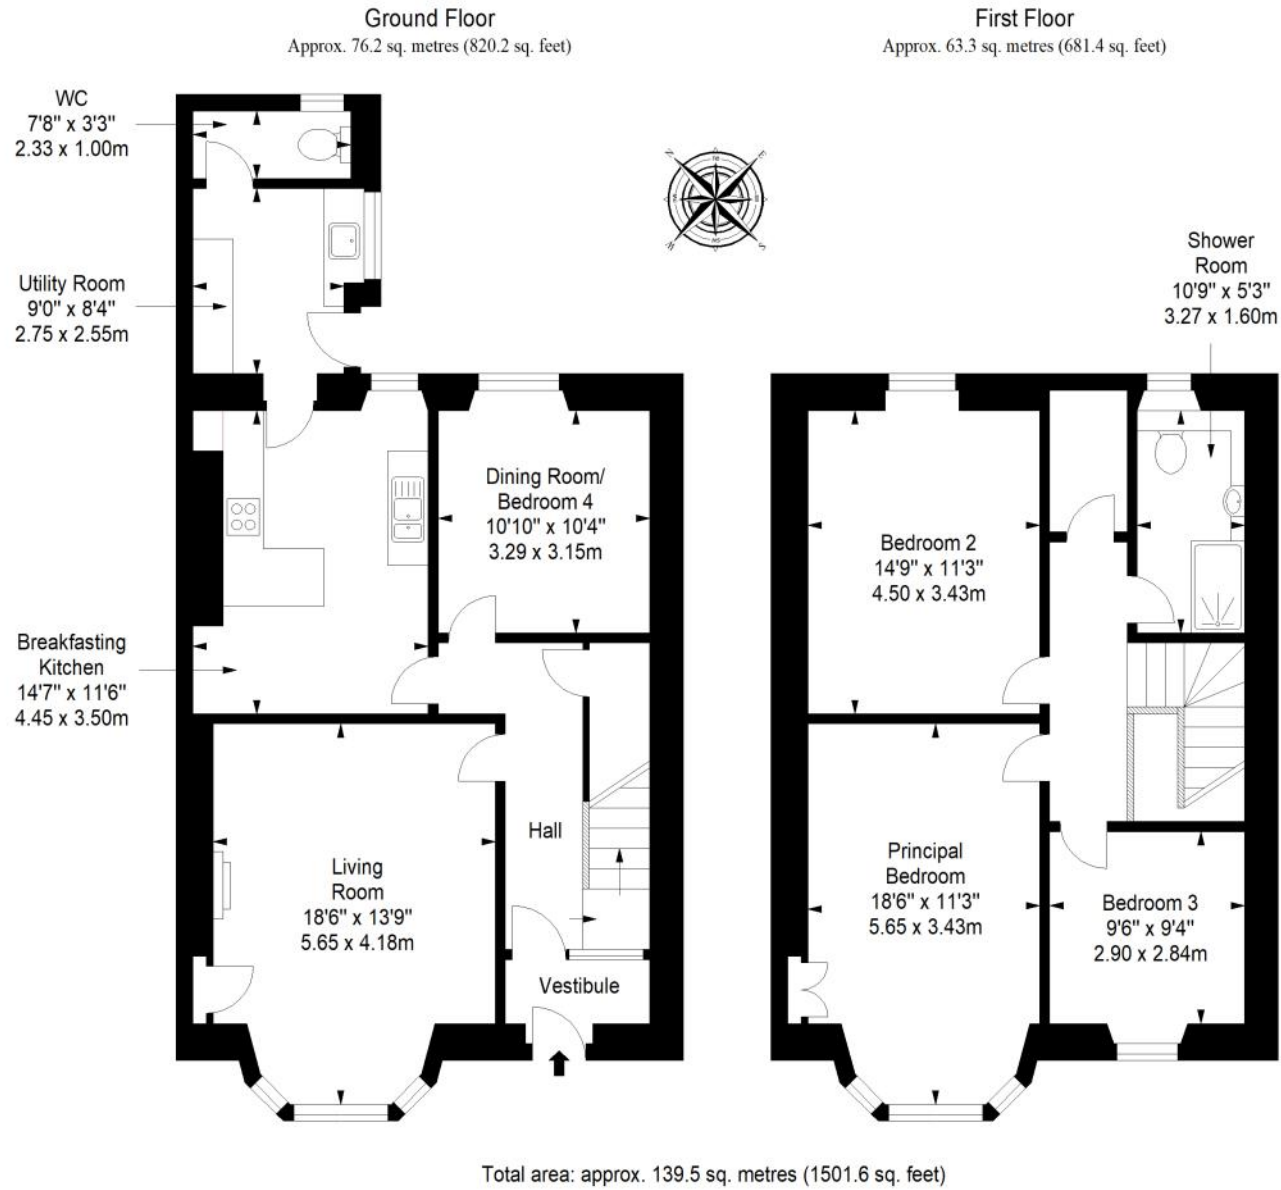 Ground Floor
Approx. 76.2 sq. metres (820.2 sq. feet)
First Floor
Approx. 63.3 sq. metres (681.4 sq. feet)
WC
7'8" x 3'3"
2.33 x 1.00m
N
E
S
W
Shower
Room
10'9" x 5'3"
3.27 x 1.60m
Utility Room
9'0" x 8'4"
2.75 x 2.55m
Dining Room/
Bedroom 4
10'10" x 10'4"
3.29 x 3.15m
Bedroom 2
14'9" x 11'3"
4.50 x 3.43m
Breakfasting
Kitchen
14'7" x 11'6"
4.45 x 3.50m
Hall
Living
Room
18'6" x 13'9"
5.65 x 4.18m
Principal
Bedroom
18'6" x 11'3"
5.65 x 3.43m
Bedroom 3
9'6" x 9'4"
2.90 x 2.84m
Vestibule
Total area: approx. 139.5 sq. metres (1501.6 sq. feet)